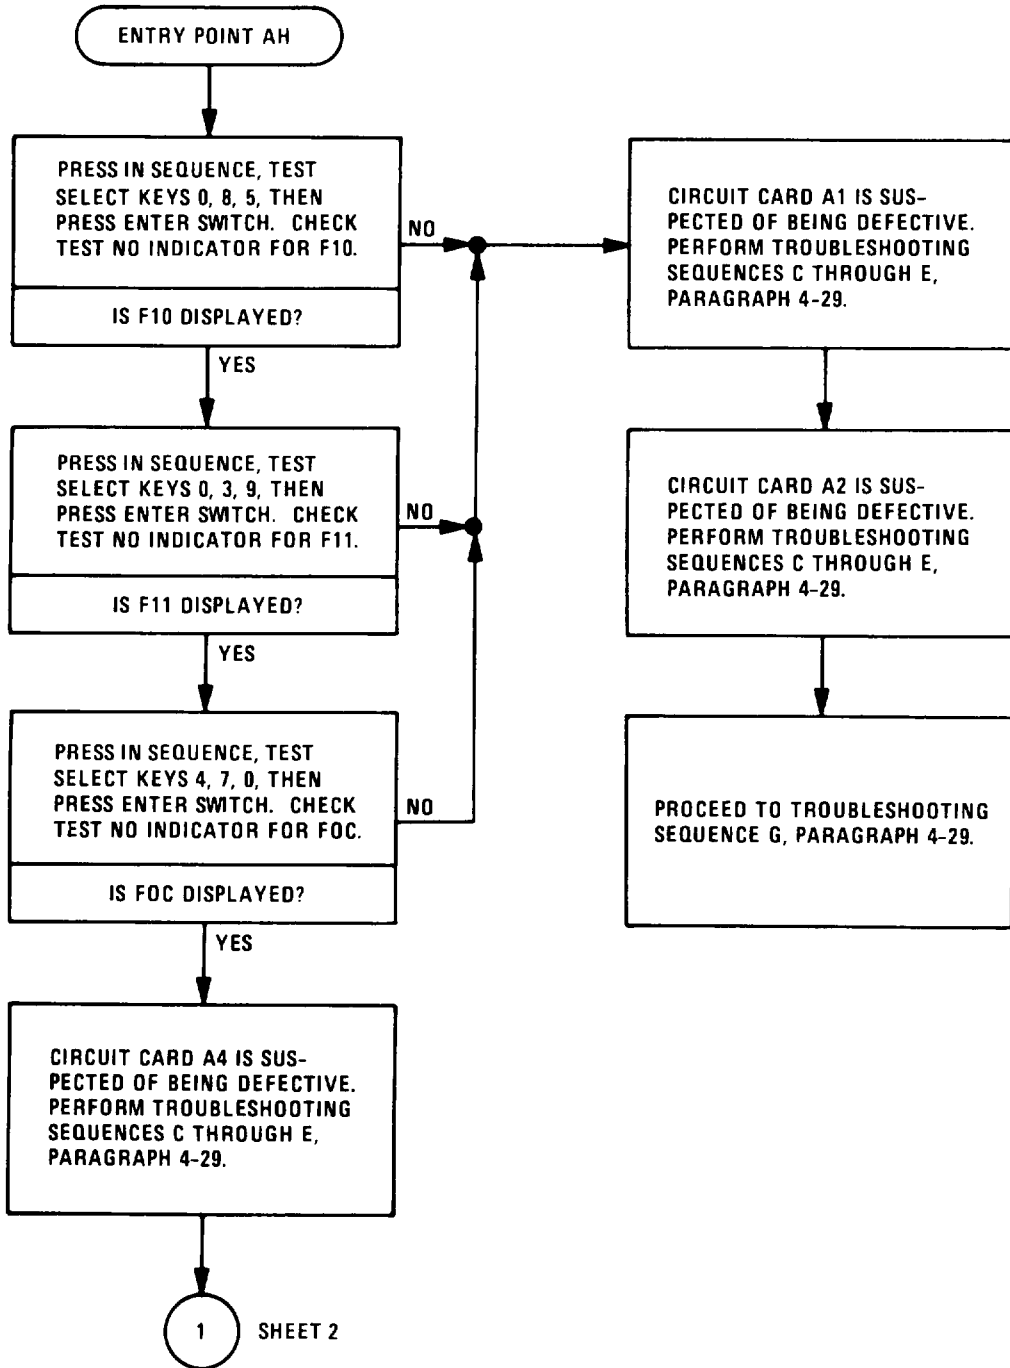 ENTRY POINT AH
PRESS IN SEQUENCE, TEST
SELECT KEYS 0, 8, 5, THEN
PRESS ENTER SWITCH. CHECK
TEST NO INDICATOR FOR F10.
IS F10 DISPLAYED?
NO
YES
PRESS IN SEQUENCE, TEST
SELECT KEYS 0, 3, 9, THEN
PRESS ENTER SWITCH. CHECK
TEST NO INDICATOR FOR F11.
IS F11 DISPLAYED?
NO
YES
PRESS IN SEQUENCE, TEST
SELECT KEYS 4, 7, 0, THEN
PRESS ENTER SWITCH. CHECK
TEST NO INDICATOR FOR FOC.
IS FOC DISPLAYED?
NO
YES
CIRCUIT CARD A4 IS SUS-
PECTED OF BEING DEFECTIVE.
PERFORM TROUBLESHOOTING
SEQUENCES C THROUGH E,
PARAGRAPH 4-29.
1 SHEET 2
CIRCUIT CARD A1 IS SUS-
PECTED OF BEING DEFECTIVE.
PERFORM TROUBLESHOOTING
SEQUENCES C THROUGH E,
PARAGRAPH 4-29.
CIRCUIT CARD A2 IS SUS-
PECTED OF BEING DEFECTIVE.
PERFORM TROUBLESHOOTING
SEQUENCES C THROUGH E,
PARAGRAPH 4-29.
PROCEED TO TROUBLESHOOTING
SEQUENCE G, PARAGRAPH 4-29.